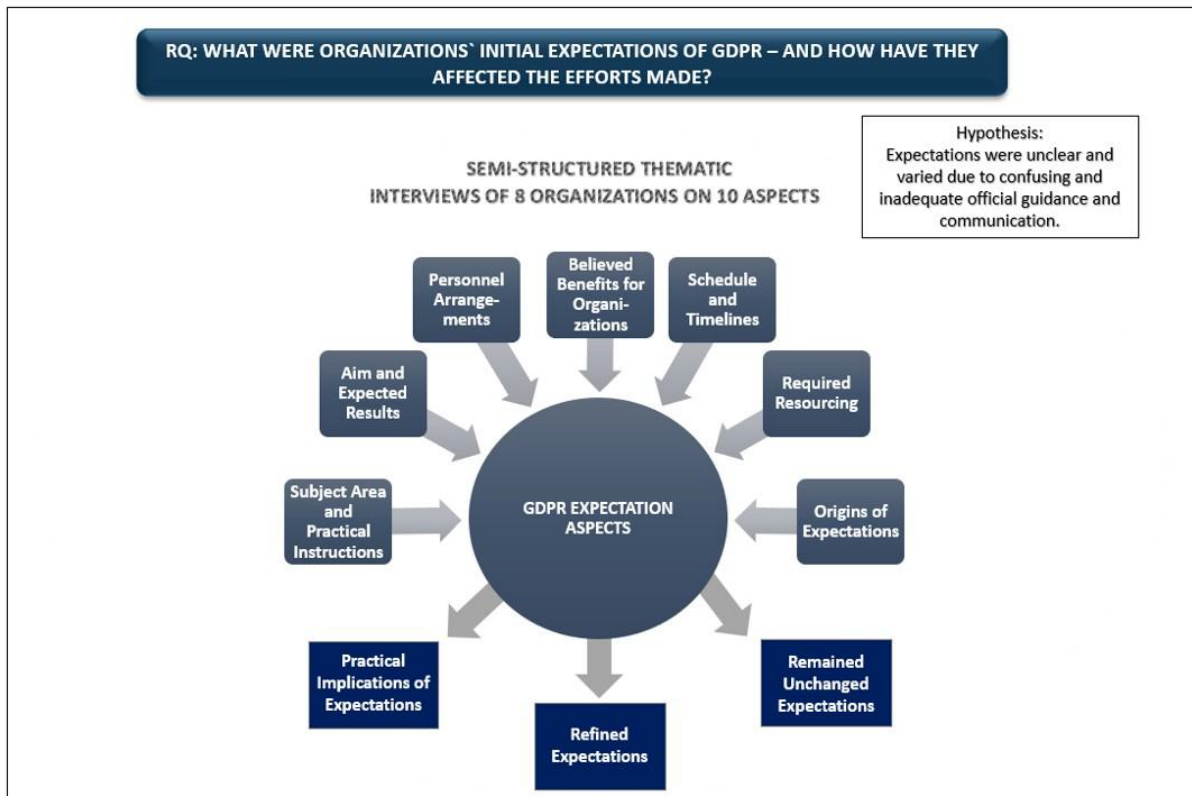 RQ: WHAT WERE ORGANIZATIONS` INITIAL EXPECTATIONS OF GDPR – AND HOW HAVE THEY
AFFECTED THE EFFORTS MADE?
Hypothesis:
Expectations were unclear and
varied due to confusing and
inadequate official guidance and
communication.
SEMI-STRUCTURED THEMATIC
INTERVIEWS OF 8 ORGANIZATIONS ON 10 ASPECTS
Subject Area
and
Practical
Instructions
Aim and
Expected
Results
Personnel
Arrange-
ments
Believed
Benefits for
Organi-
zations
Schedule
and
Timelines
Required
Resourcing
Origins of
Expectations
GDPR EXPECTATION
ASPECTS
Practical
Implications of
Expectations
Refined
Expectations
Remained
Unchanged
Expectations